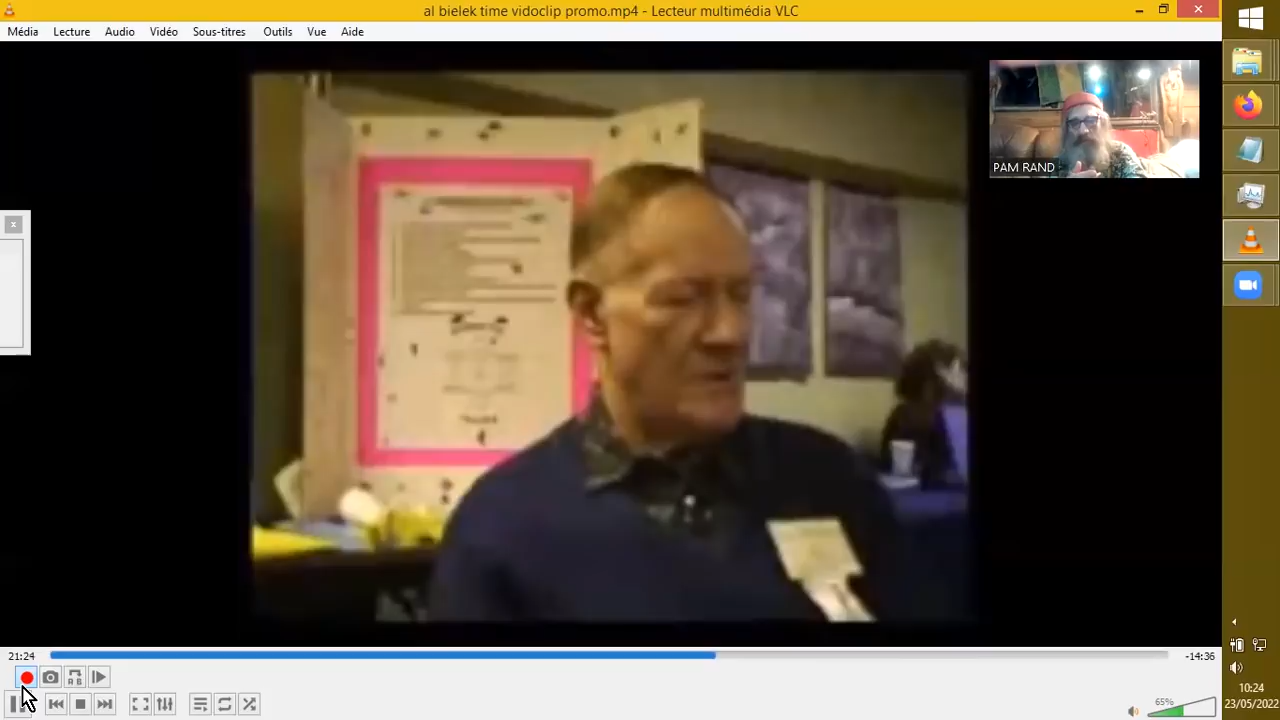 al bielek time vidoclip promo.mp4 - Lecteur multimédia VLC
Média Lecture Audio Vidéo Sous-titres Outils Vue Aide
PAM RAND
21:24
-14:36
A B
65%
10:24
23/05/2022